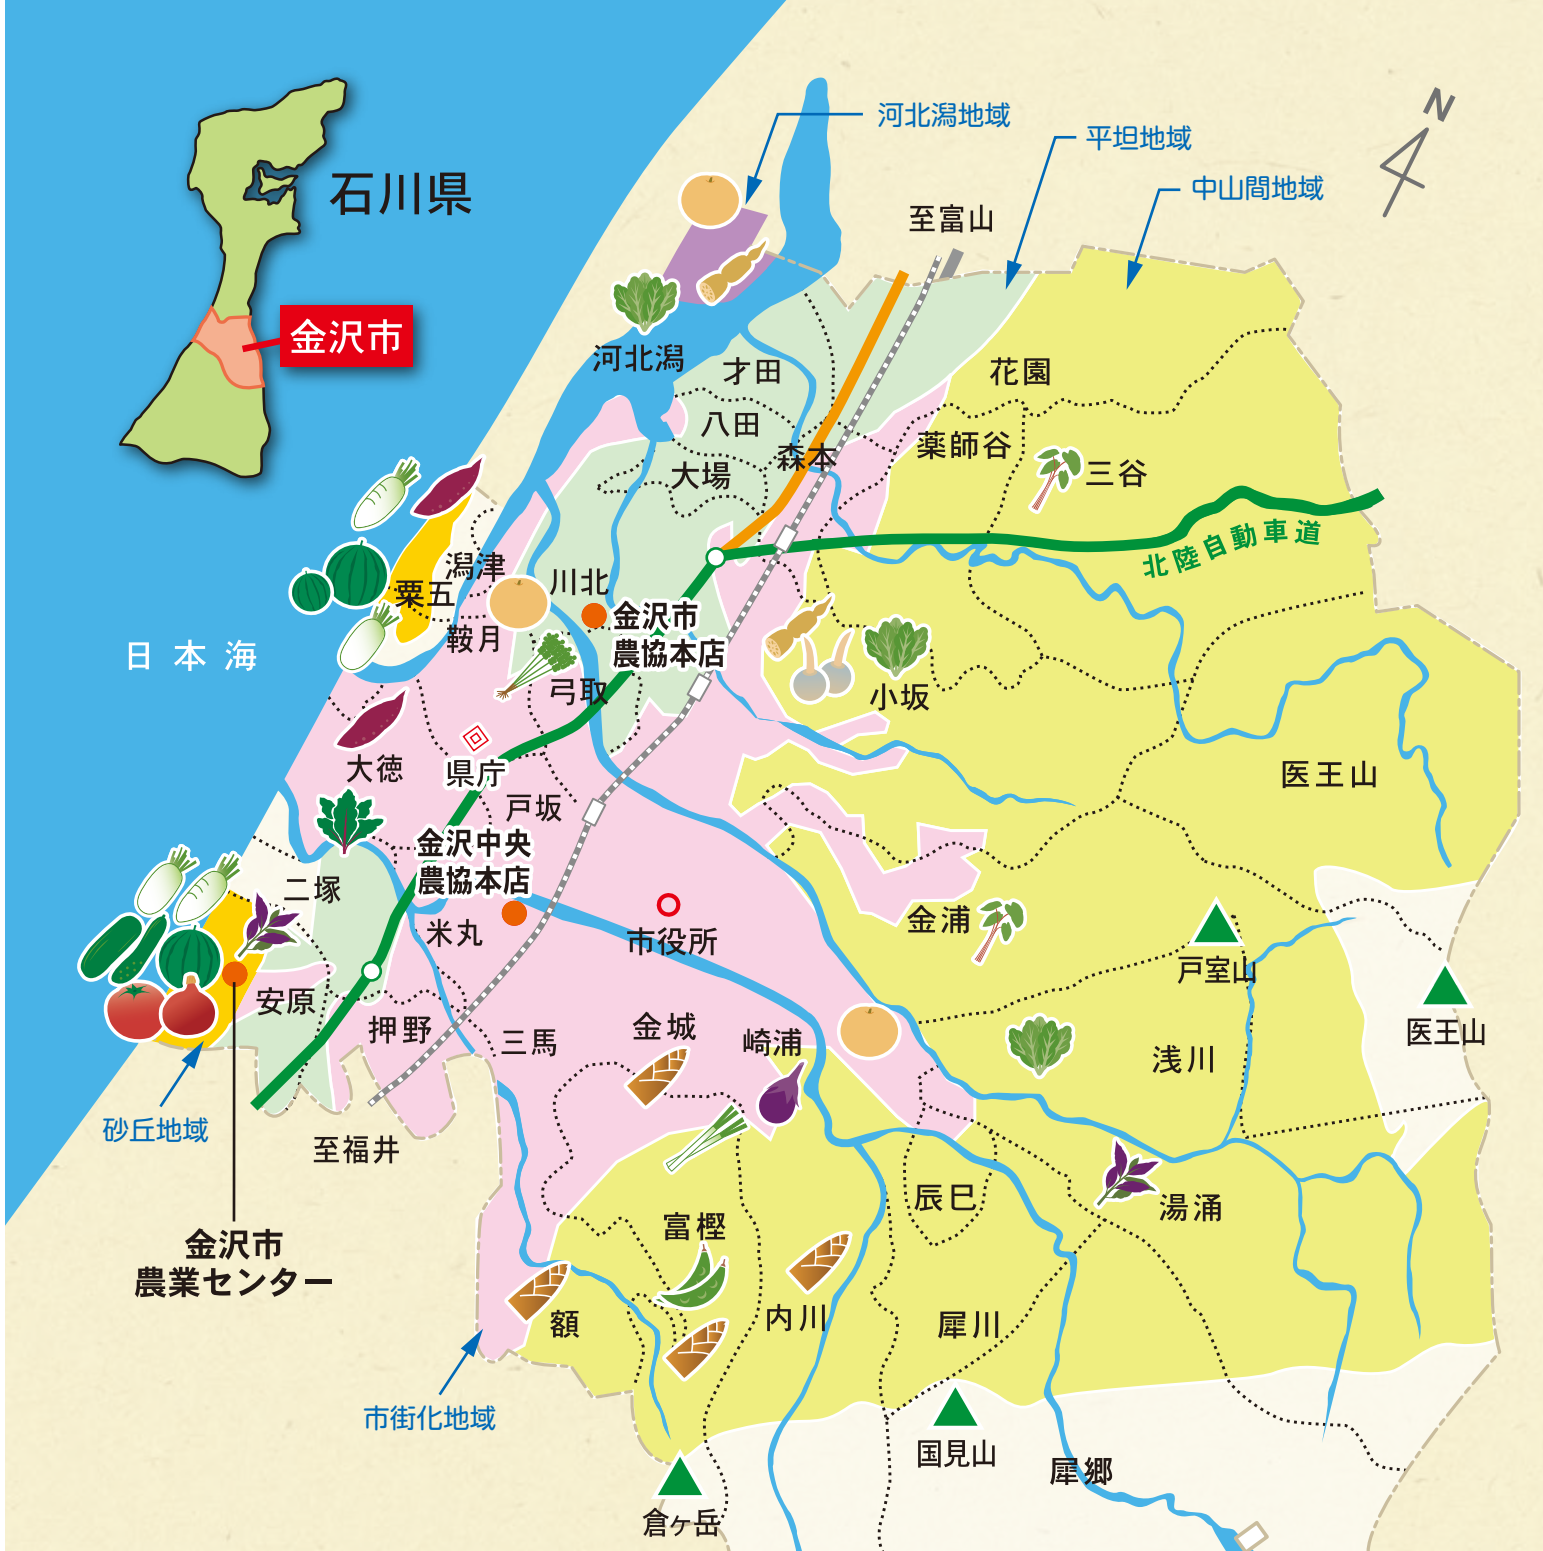 石川県
金沢市
河北潟地域
平坦地域
中山間地域
N
至富山
河北潟
才田
花園
八田
森本
薬師谷
大場
三谷
北陸自動車道
潟津
粟五
川北
金沢市
農協本店
鞍月
日本海
弓取
小坂
大徳
県庁
戸坂
医王山
金沢中央
農協本店
二塚
米丸
市役所
金浦
戸室山
安原
押野
三馬
金城
崎浦
医王山
浅川
砂丘地域
至福井
辰巳
湯涌
金沢市
農業センター
富樫
額
内川
犀川
市街化地域
国見山
犀郷
倉ヶ岳